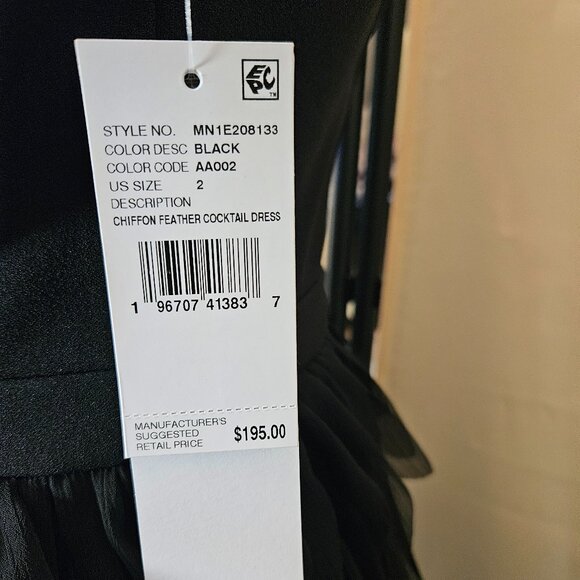 EPC™
STYLE NO. MN1E208133
COLOR DESC BLACK
COLOR CODE AA002
US SIZE 2
DESCRIPTION
CHIFFON FEATHER COCKTAIL DRESS
1 96707 41383 7
MANUFACTURER'S
SUGGESTED
RETAIL PRICE $195.00